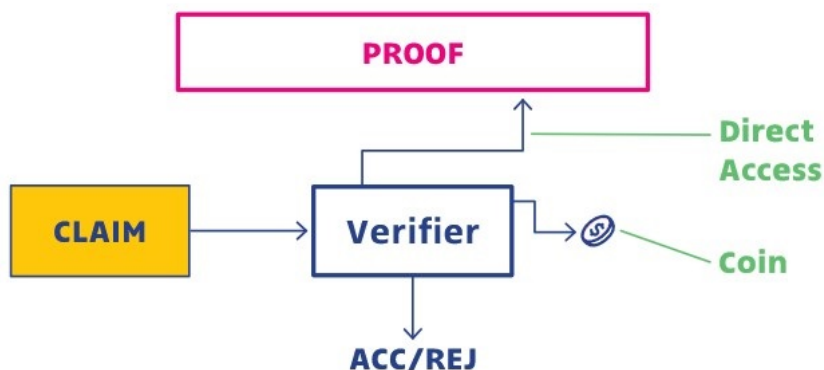 PROOF
Direct
Access
CLAIM
Verifier
$
Coin
ACC/REJ